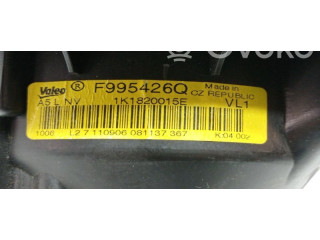 Valeo ® F995426Q Made in
CZ REPUBLIC
A5 L NV 1K1820015E VL1
1006 L2 7 110906 081137 367 K:04 002